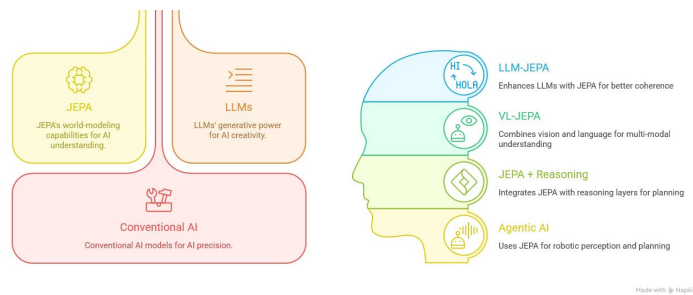 JEPA
JEPA's world-modeling
capabilities for AI
understanding.
LLMs
LLMs' generative power
for AI creativity.
Conventional AI
Conventional AI models for AI precision.
HI
HOLA
LLM-JEPA
Enhances LLMs with JEPA for better coherence
VL-JEPA
Combines vision and language for multi-modal
understanding
JEPA + Reasoning
Integrates JEPA with reasoning layers for planning
Agentic AI
Uses JEPA for robotic perception and planning
Made with Napkin